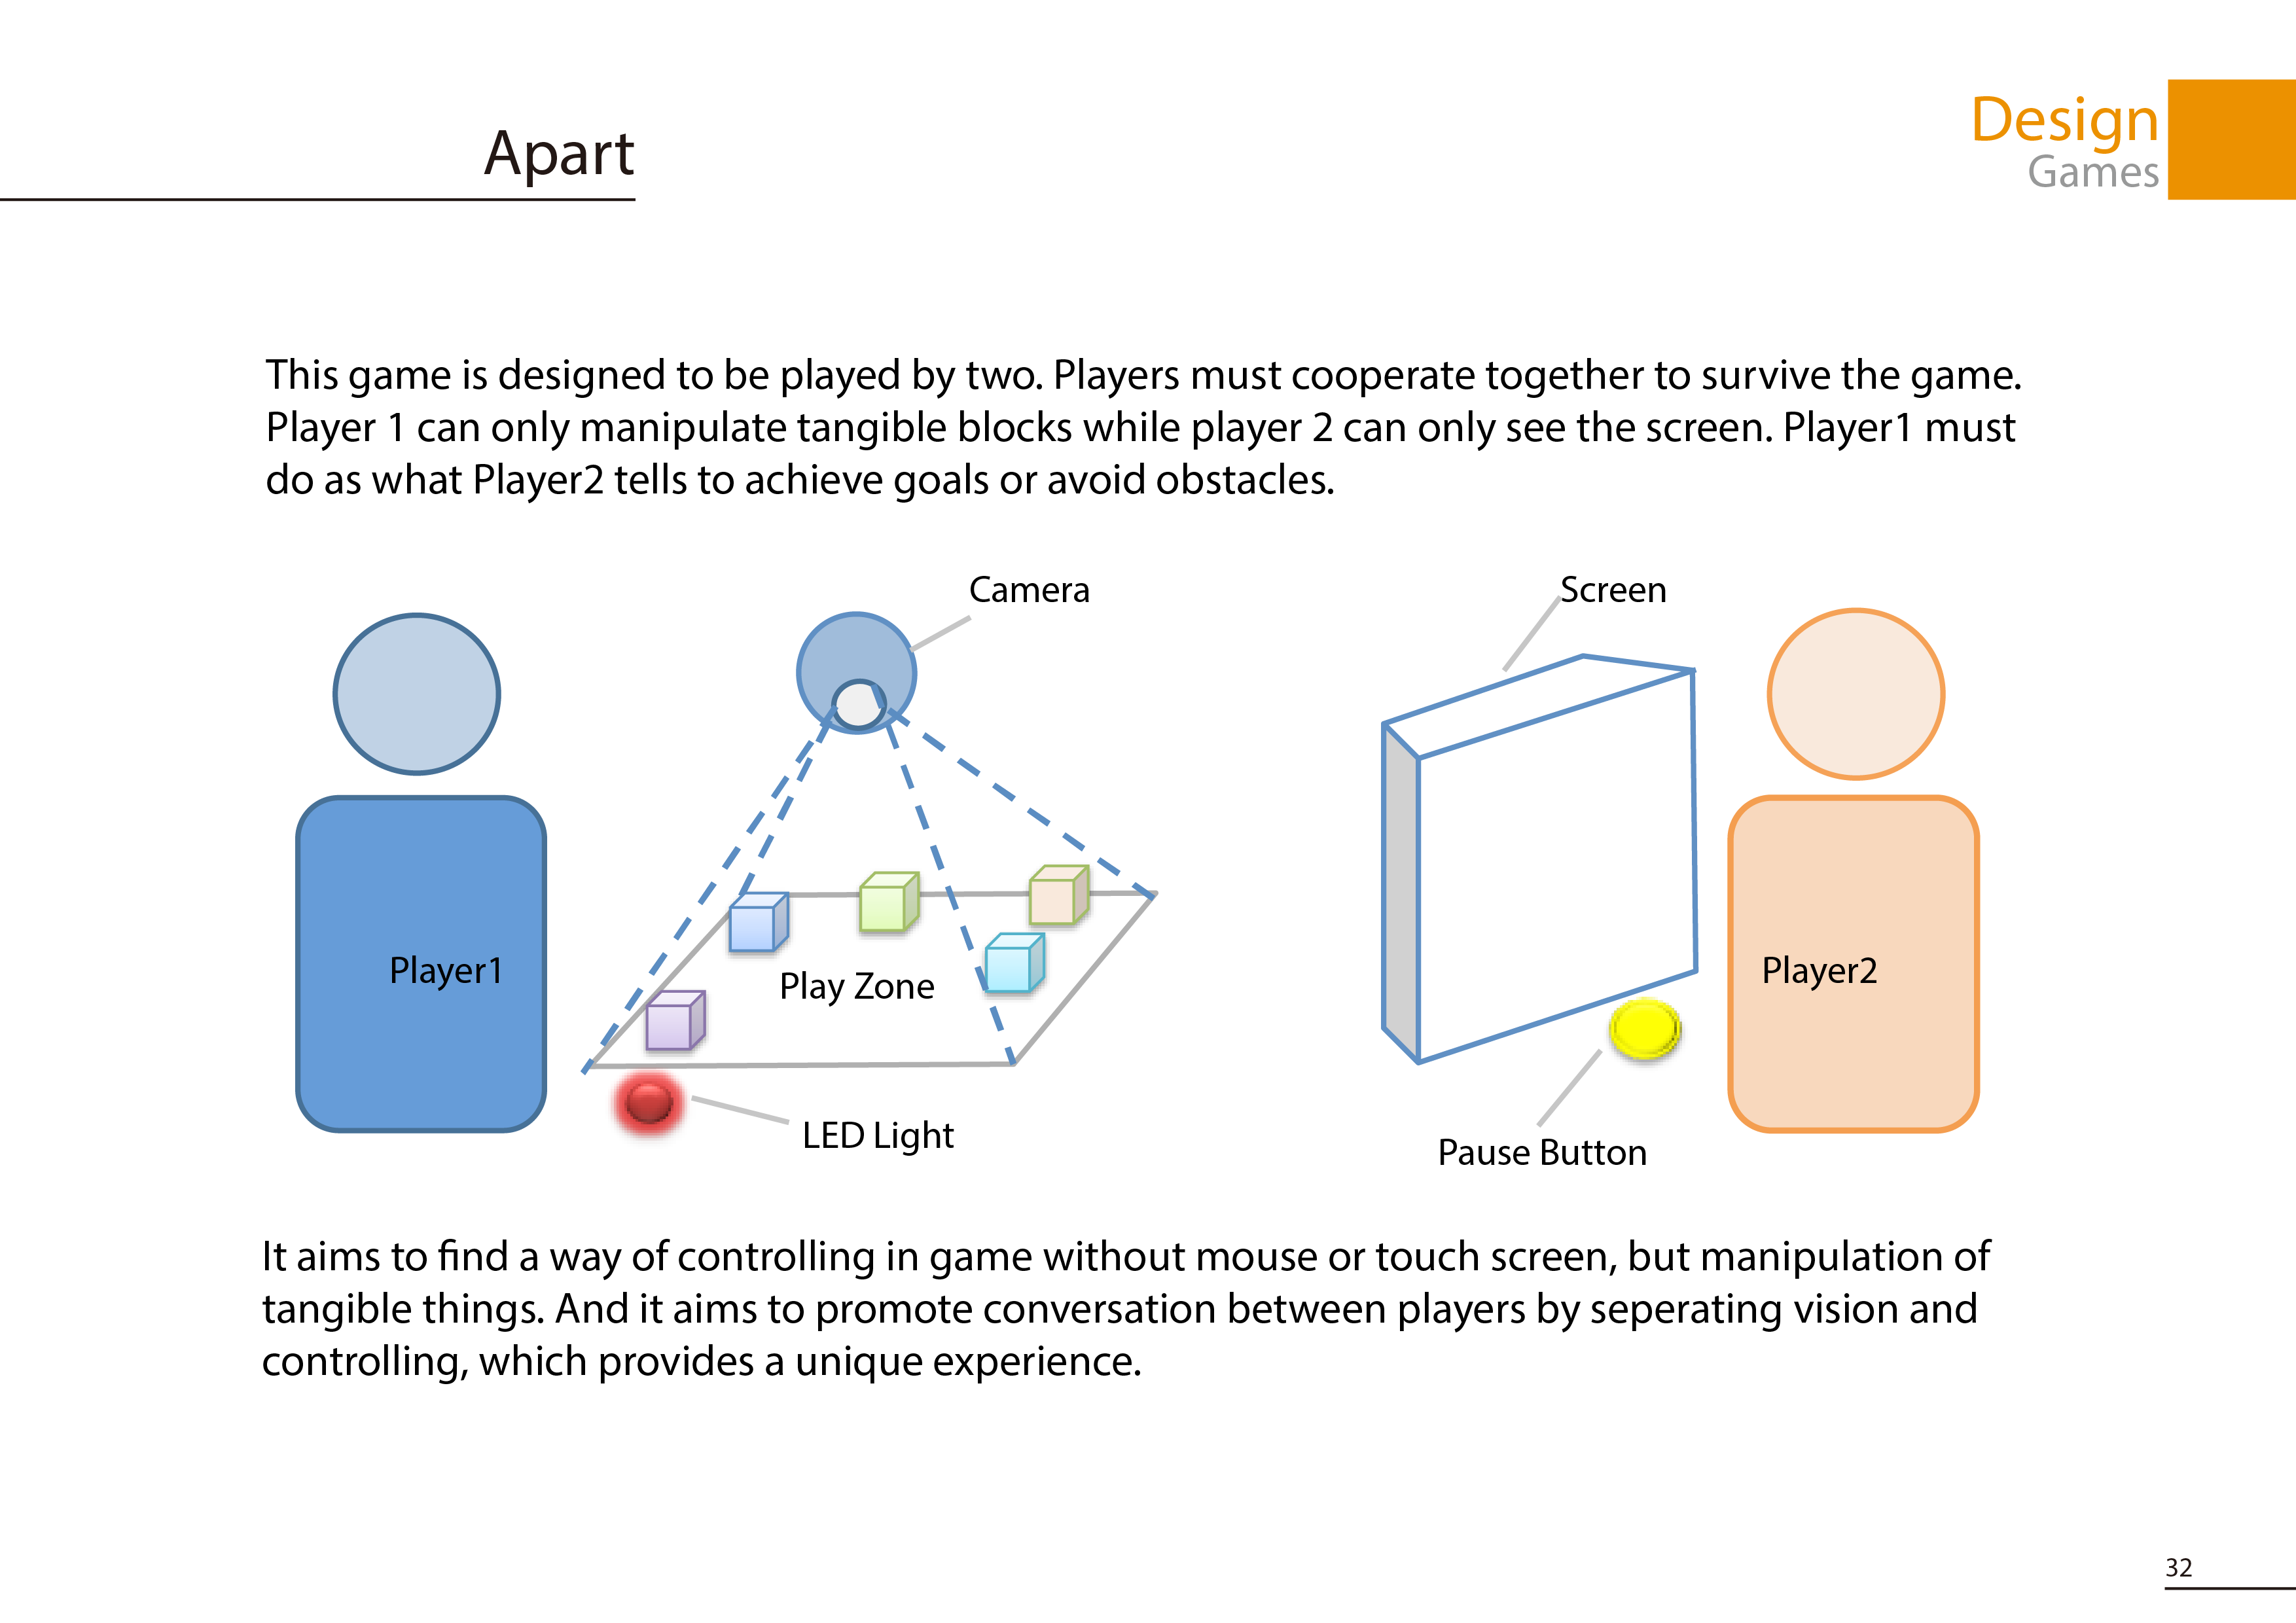 Apart
Design
Games
This game is designed to be played by two. Players must cooperate together to survive the game.
Player 1 can only manipulate tangible blocks while player 2 can only see the screen. Player1 must
do as what Player2 tells to achieve goals or avoid obstacles.
Camera
Screen
Player1
Play Zone
Player2
LED Light
Pause Button
It aims to find a way of controlling in game without mouse or touch screen, but manipulation of
tangible things. And it aims to promote conversation between players by seperating vision and
controlling, which provides a unique experience.
32